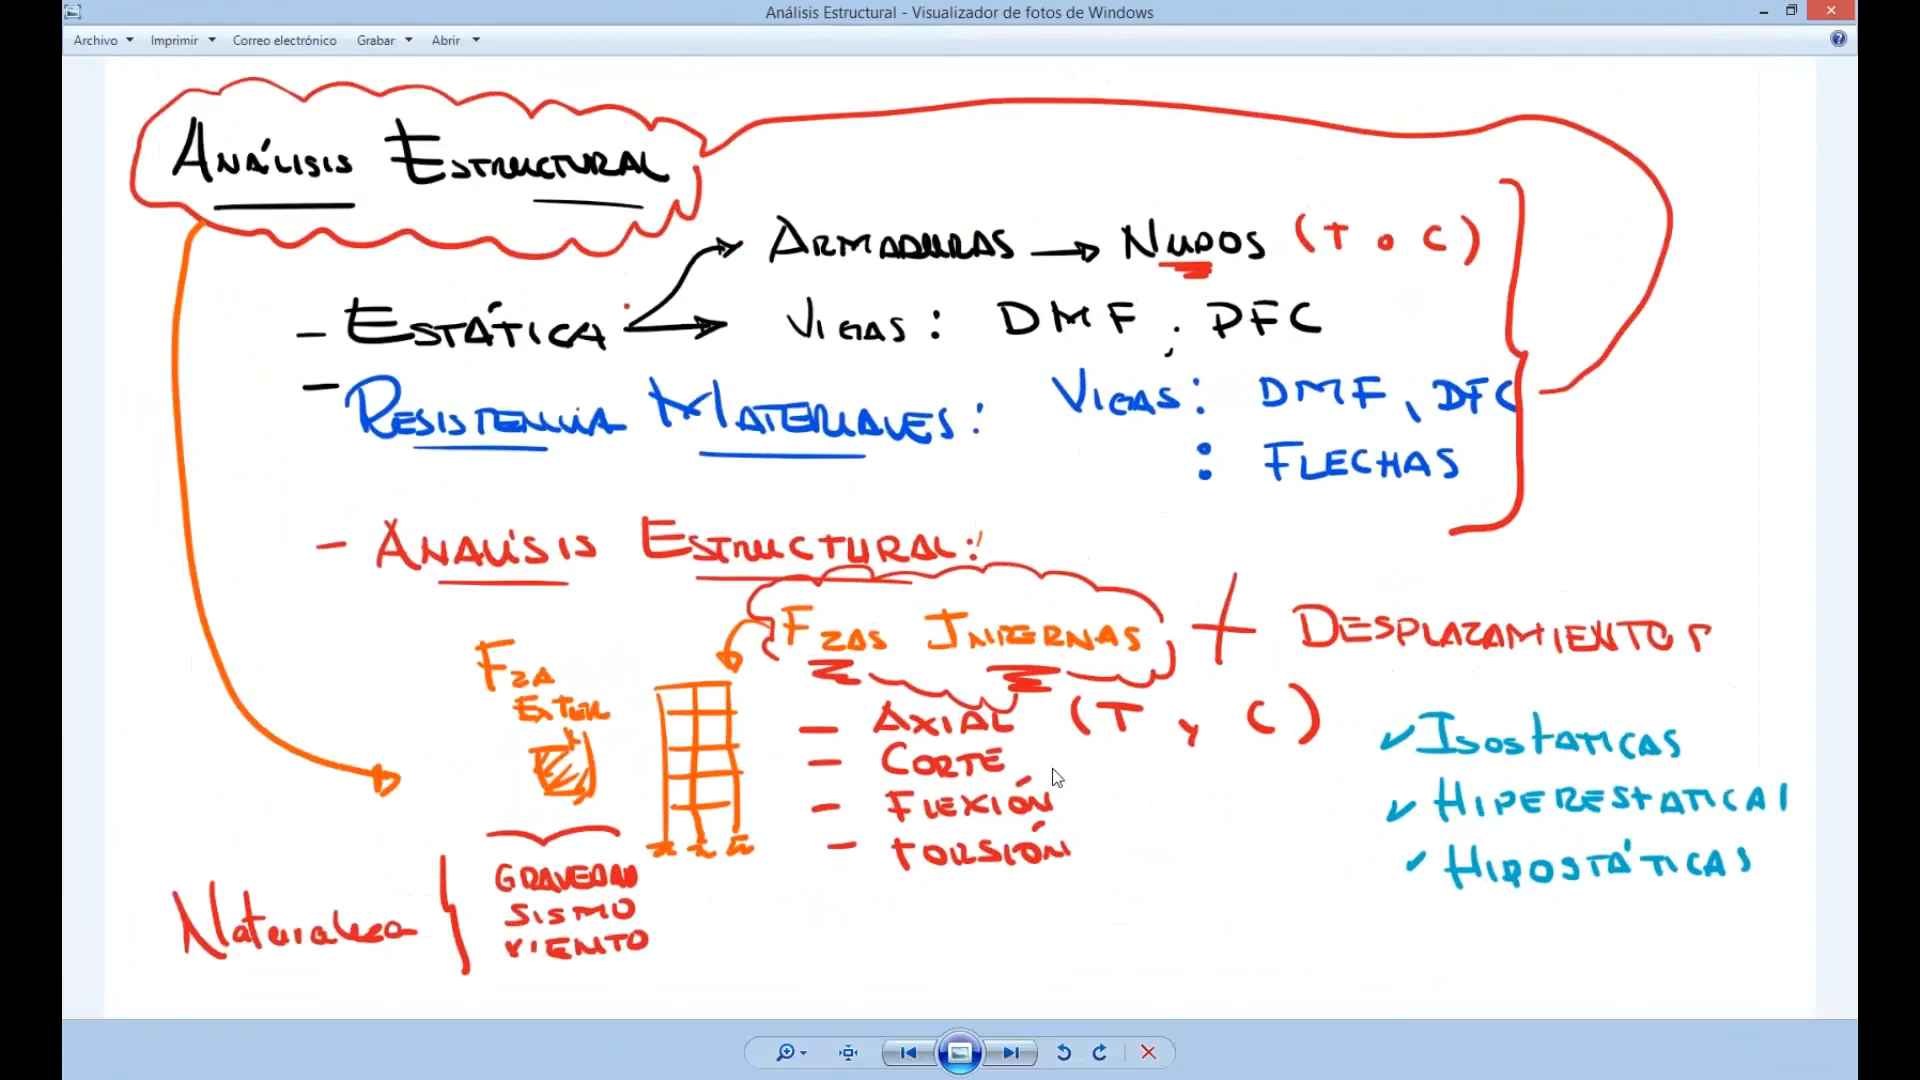 Análisis Estructural - Visualizador de fotos de Windows
Archivo Imprimir Correo electrónico Grabar Abrir
ANÁLISIS ESTRUCTURAL
ARMADURAS → NUDOS (T o C)
- ESTÁTICA → VIGAS: DMF ; DFC
- RESISTENCIA MATERIALES: VIGAS: DMF, DFC
: FLECHAS
- ANALISIS ESTRUCTURAL:
FZAS INTERNAS + DESPLAZAMIENTOS
FZA
EXTER
- AXIAL (T y C)
- CORTE
- FLEXIÓN
- TORSIÓN
✓ ISOSTATICAS
✓ HIPERESTATICAS
✓ HIPOSTÁTICAS
Naturaleza
GRAVEDAD
SISMO
VIENTO